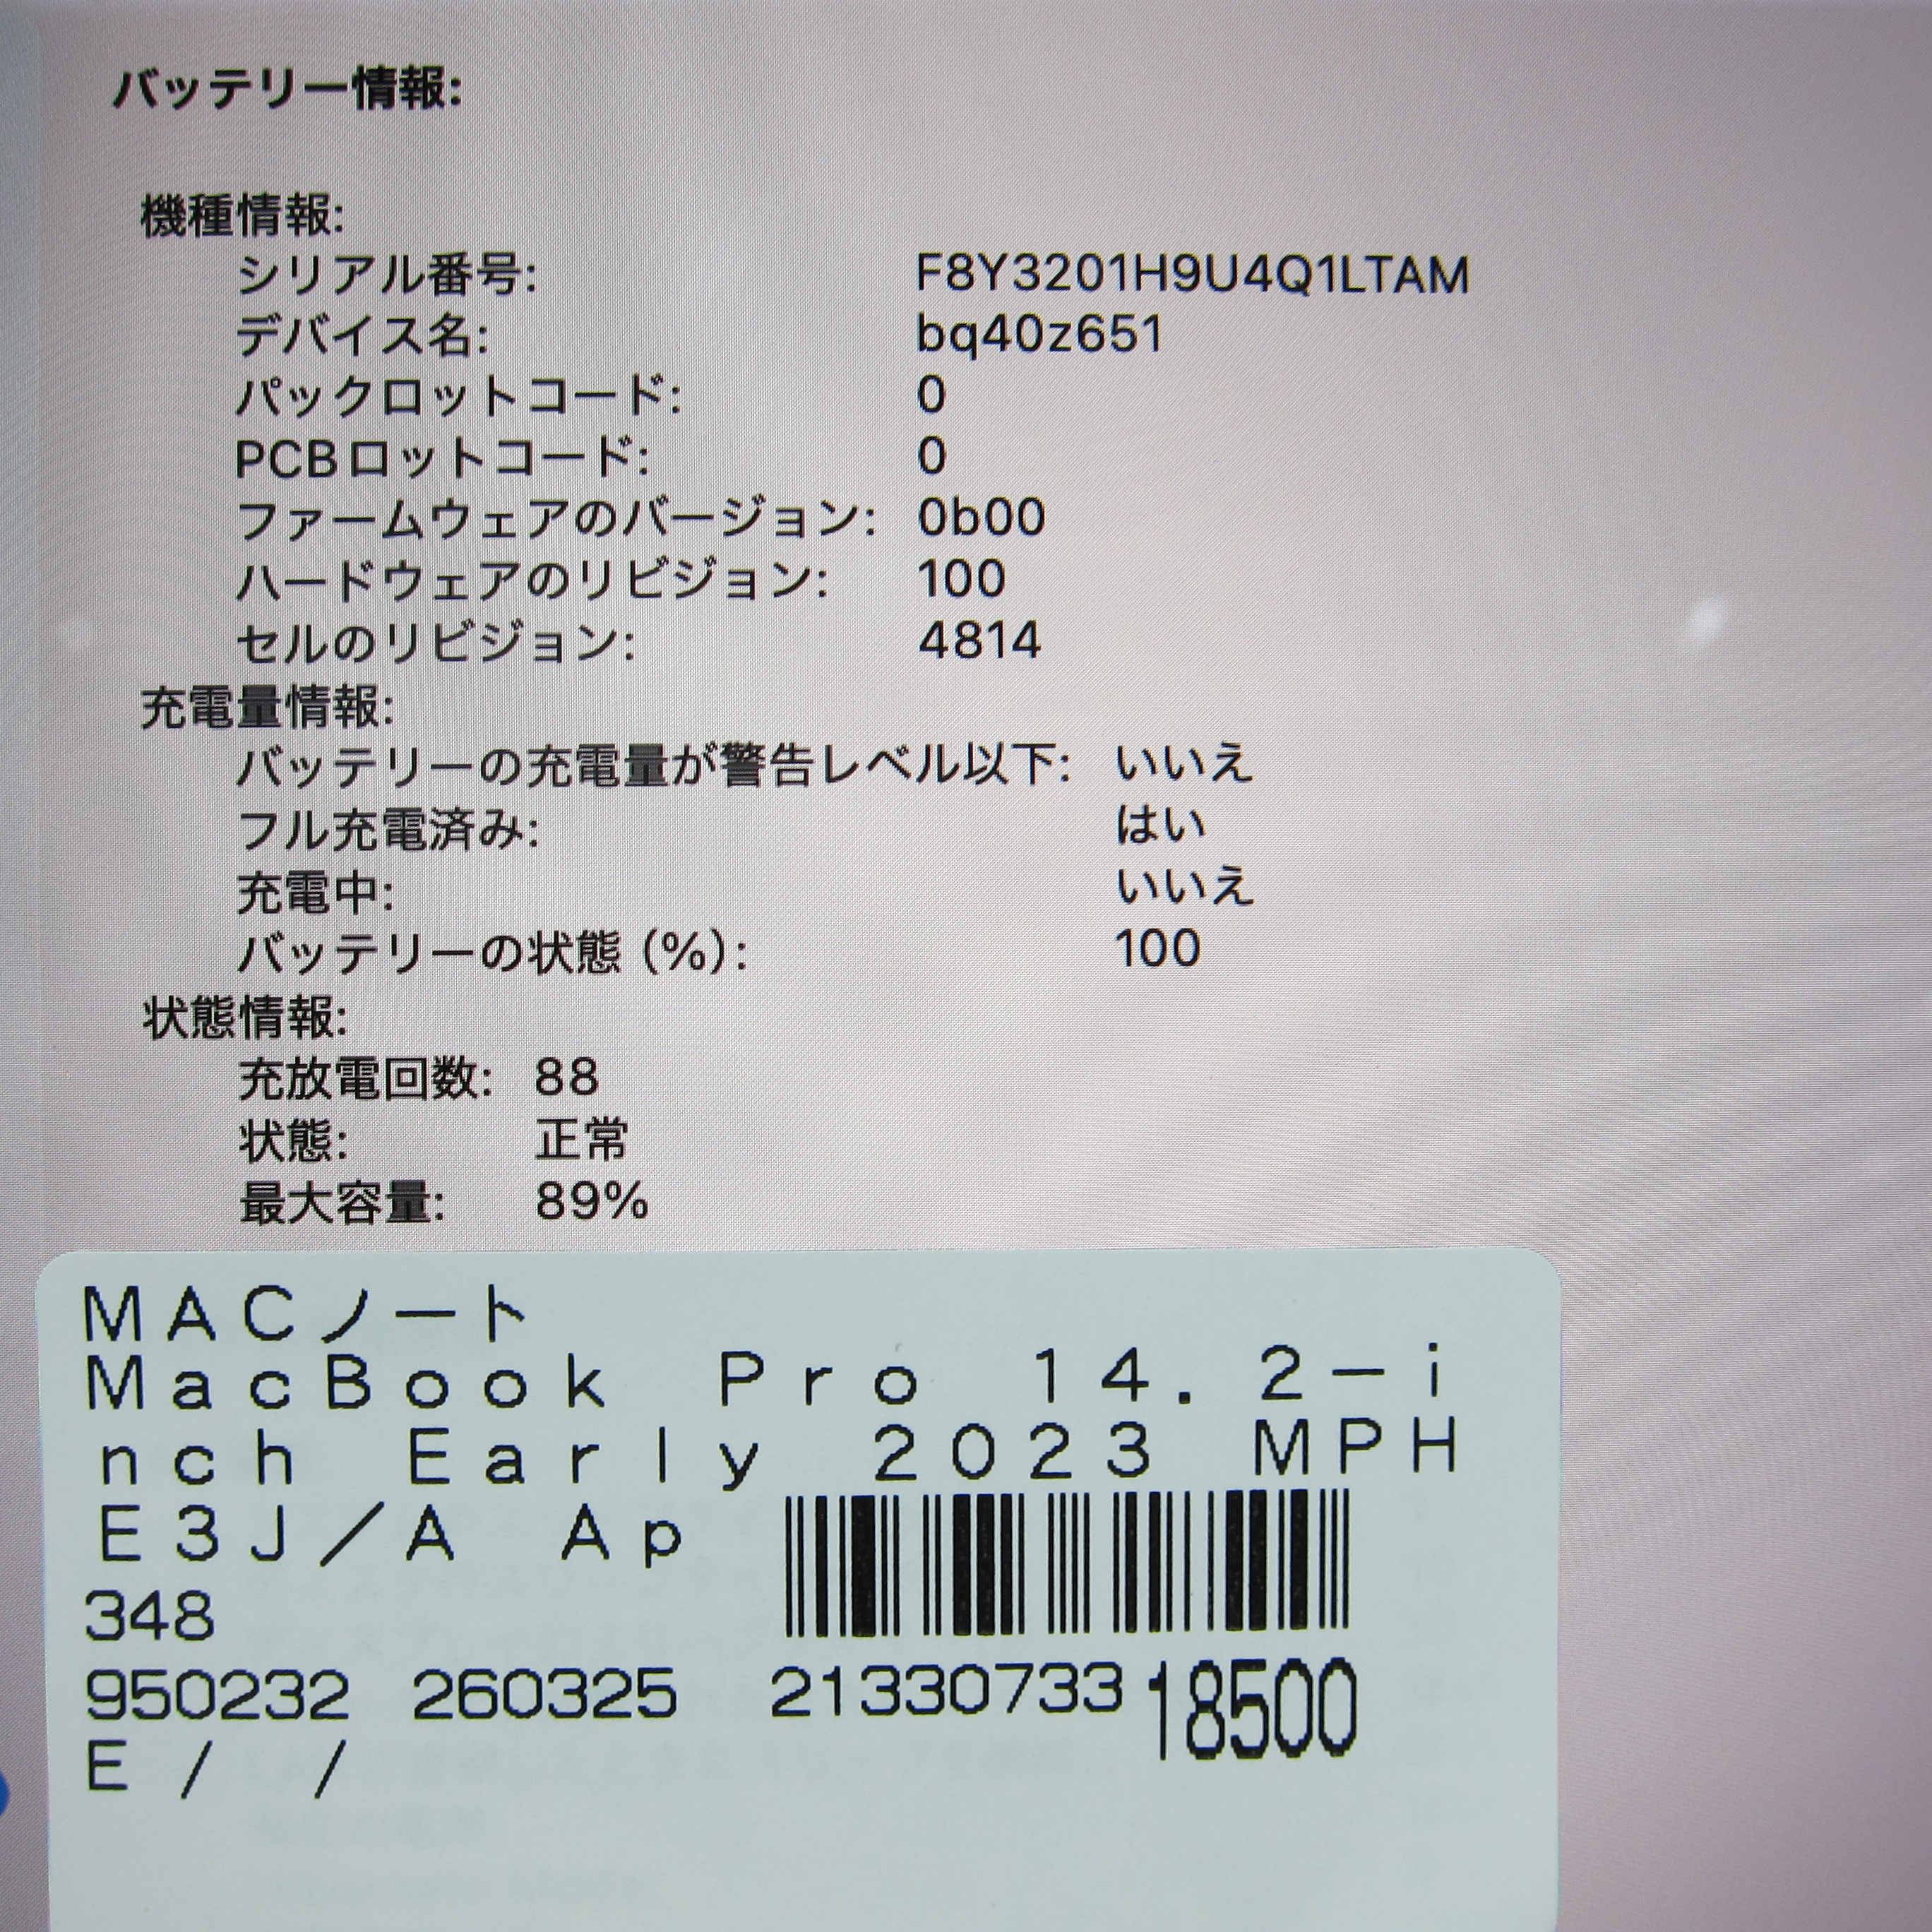 バッテリー情報:
機種情報:
シリアル番号: F8Y3201H9U4Q1LTAM
デバイス名: bq40z651
パックロットコード: 0
PCBロットコード: 0
ファームウェアのバージョン: 0b00
ハードウェアのリビジョン: 100
セルのリビジョン: 4814
充電量情報:
バッテリーの充電量が警告レベル以下: いいえ
フル充電済み: はい
充電中: いいえ
バッテリーの状態（%）: 100
状態情報:
充放電回数: 88
状態: 正常
最大容量: 89%
MACノート
MacBook Pro 14.2-i
nch Early 2023 MPH
E3J/A Ap
348
950232 260325 21330733 18500
E / /